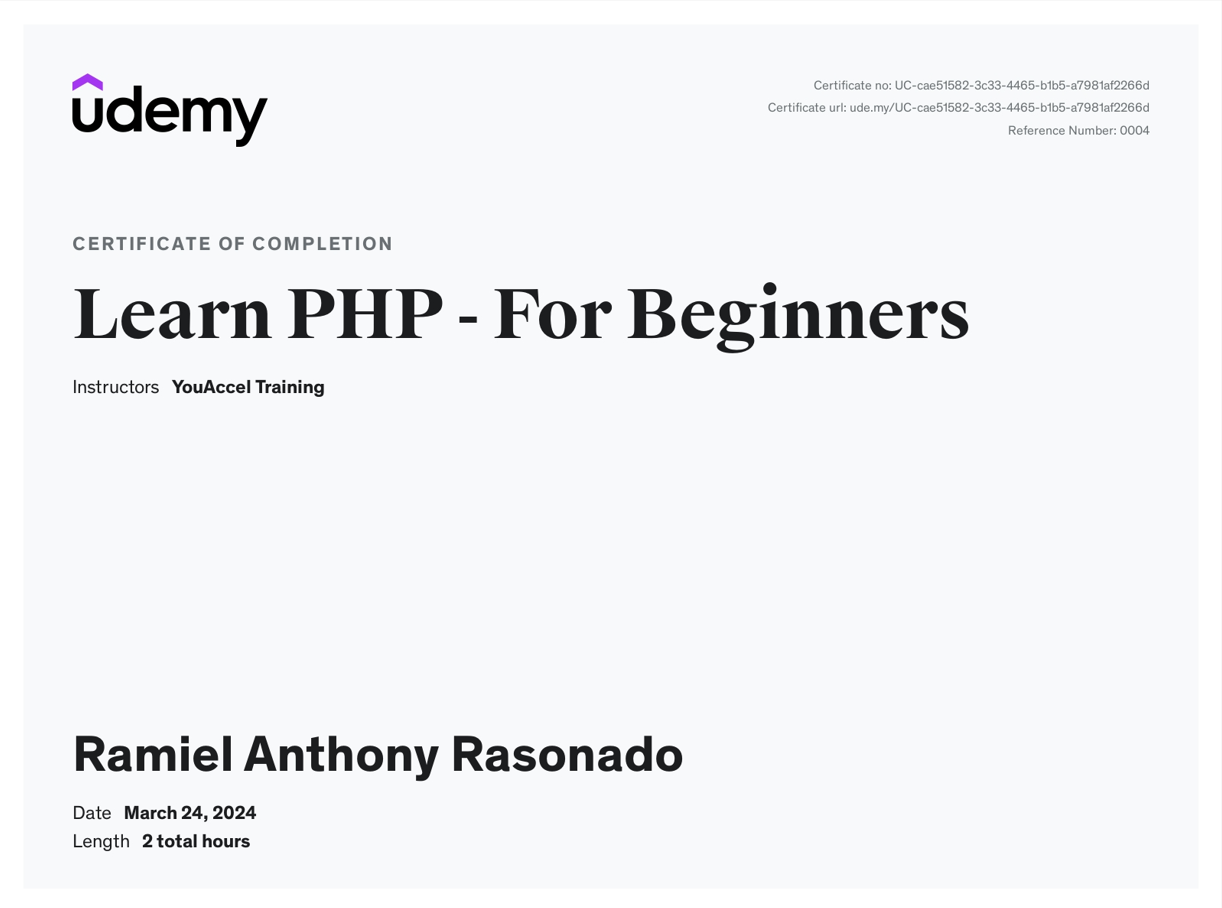 udemy
Certificate no: UC-cae51582-3c33-4465-b1b5-a7981af2266d
Certificate url: ude.my/UC-cae51582-3c33-4465-b1b5-a7981af2266d
Reference Number: 0004
CERTIFICATE OF COMPLETION
Learn PHP - For Beginners
Instructors YouAccel Training
Ramiel Anthony Rasonado
Date March 24, 2024
Length 2 total hours